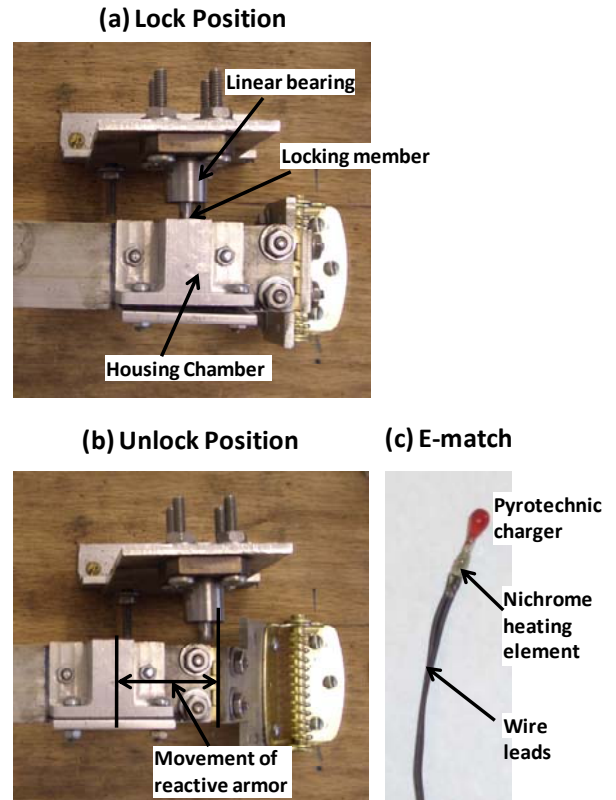 (a) Lock Position
Linear bearing
Locking member
Housing Chamber
(b) Unlock Position
(c) E-match
Pyrotechnic
charger
Nichrome
heating
element
Wire
leads
Movement of
reactive armor